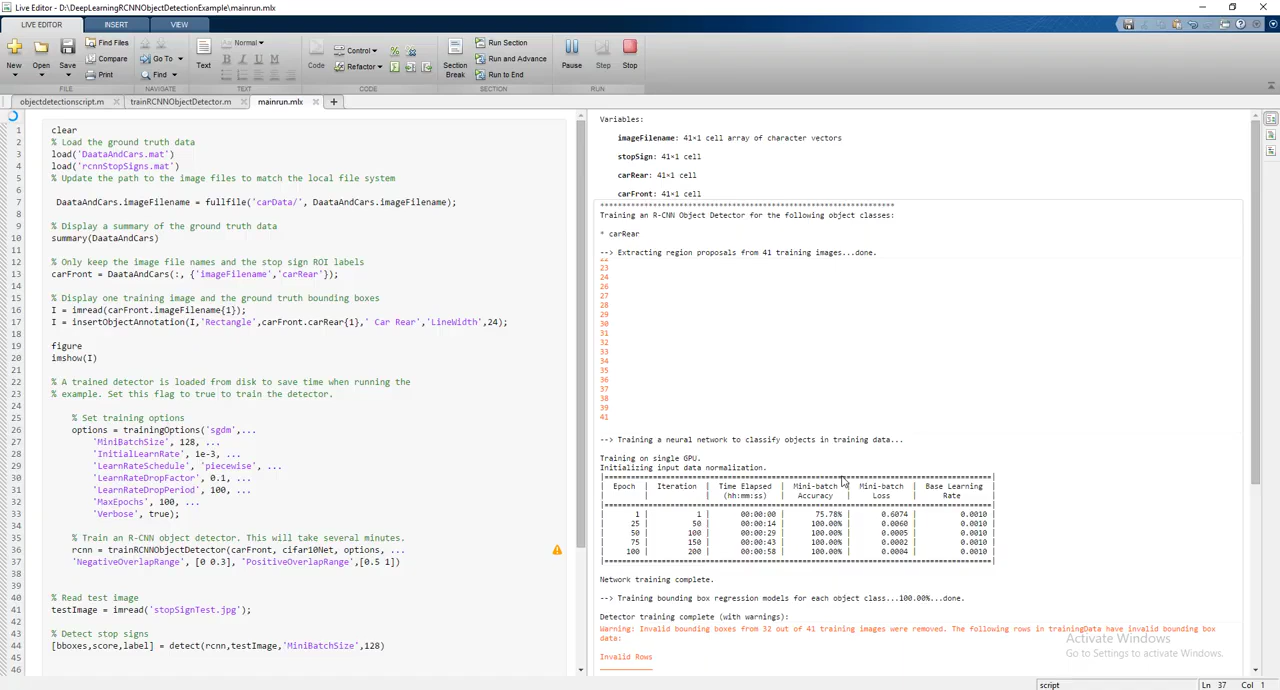 Live Editor - D:\DeepLearningRCNNObjectDetectionExample\mainrun.mlx
LIVE EDITOR INSERT VIEW
New Open Save Find Files Compare Print
Go To Find
Text Normal B I U M
Code Control Refactor
Section Break Run Section Run and Advance Run to End
Pause Step Stop
FILE NAVIGATE TEXT CODE SECTION RUN
objectdetectionscript.m trainRCNNObjectDetector.m mainrun.mlx
1 clear
2 % Load the ground truth data
3 load('DaataAndCars.mat')
4 load('rcnnStopSigns.mat')
5 % Update the path to the image files to match the local file system
6
7 DaataAndCars.imageFilename = fullfile('carData/', DaataAndCars.imageFilename);
8
9 % Display a summary of the ground truth data
10 summary(DaataAndCars)
11
12 % Only keep the image file names and the stop sign ROI labels
13 carFront = DaataAndCars(:, {'imageFilename','carRear'});
14
15 % Display one training image and the ground truth bounding boxes
16 I = imread(carFront.imageFilename{1});
17 I = insertObjectAnnotation(I,'Rectangle',carFront.carRear{1},' Car Rear','LineWidth',24);
18
19 figure
20 imshow(I)
21
22 % A trained detector is loaded from disk to save time when running the
23 % example. Set this flag to true to train the detector.
24
25 % Set training options
26 options = trainingOptions('sgdm',...
27 'MiniBatchSize', 128, ...
28 'InitialLearnRate', 1e-3, ...
29 'LearnRateSchedule', 'piecewise', ...
30 'LearnRateDropFactor', 0.1, ...
31 'LearnRateDropPeriod', 100, ...
32 'MaxEpochs', 100, ...
33 'Verbose', true);
34
35 % Train an R-CNN object detector. This will take several minutes.
36 rcnn = trainRCNNObjectDetector(carFront, cifar10Net, options, ...
37 'NegativeOverlapRange', [0 0.3], 'PositiveOverlapRange',[0.5 1])
38
39
40 % Read test image
41 testImage = imread('stopSignTest.jpg');
42
43 % Detect stop signs
44 [bboxes,score,label] = detect(rcnn,testImage,'MiniBatchSize',128)
45
46
Variables:
imageFilename: 41×1 cell array of character vectors
stopSign: 41×1 cell
carRear: 41×1 cell
carFront: 41×1 cell
*******************************************************************
Training an R-CNN Object Detector for the following object classes:
* carRear
--> Extracting region proposals from 41 training images...done.
22
23
24
26
27
28
29
30
31
32
33
34
35
36
37
38
39
41
--> Training a neural network to classify objects in training data...
Training on single GPU.
Initializing input data normalization.
| Epoch | Iteration | Time Elapsed | Mini-batch | Mini-batch | Base Learning |
| | | (hh:mm:ss) | Accuracy | Loss | Rate |
| 1 | 1 | 00:00:00 | 75.78% | 0.6074 | 0.0010 |
| 25 | 50 | 00:00:14 | 100.00% | 0.0060 | 0.0010 |
| 50 | 100 | 00:00:29 | 100.00% | 0.0005 | 0.0010 |
| 75 | 150 | 00:00:43 | 100.00% | 0.0002 | 0.0010 |
| 100 | 200 | 00:00:58 | 100.00% | 0.0004 | 0.0010 |
Network training complete.
--> Training bounding box regression models for each object class...100.00%...done.
Detector training complete (with warnings):
Warning: Invalid bounding boxes from 32 out of 41 training images were removed. The following rows in trainingData have invalid bounding box
data:
Invalid Rows
Activate Windows
Go to Settings to activate Windows.
script Ln 37 Col 1